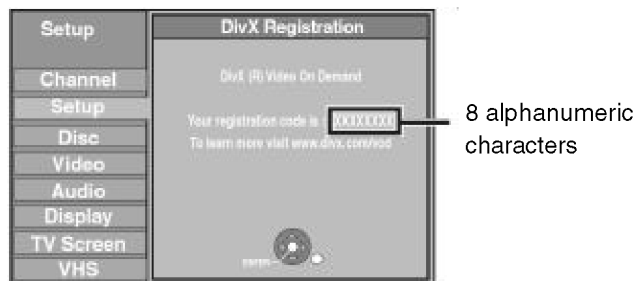 Setup
DivX Registration
Channel
Setup
Disc
Video
Audio
Display
TV Screen
VHS
DivX (R) Video On Demand
Your registration code is XXXXXXXX
To learn more visit www.divx.com/vod
8 alphanumeric
characters